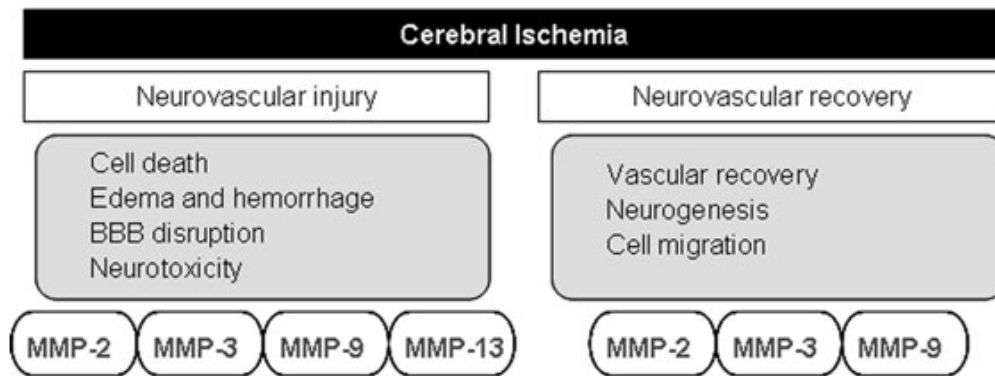 Cerebral Ischemia
Neurovascular injury
Cell death
Edema and hemorrhage
BBB disruption
Neurotoxicity
MMP-2 MMP-3 MMP-9 MMP-13
Neurovascular recovery
Vascular recovery
Neurogenesis
Cell migration
MMP-2 MMP-3 MMP-9